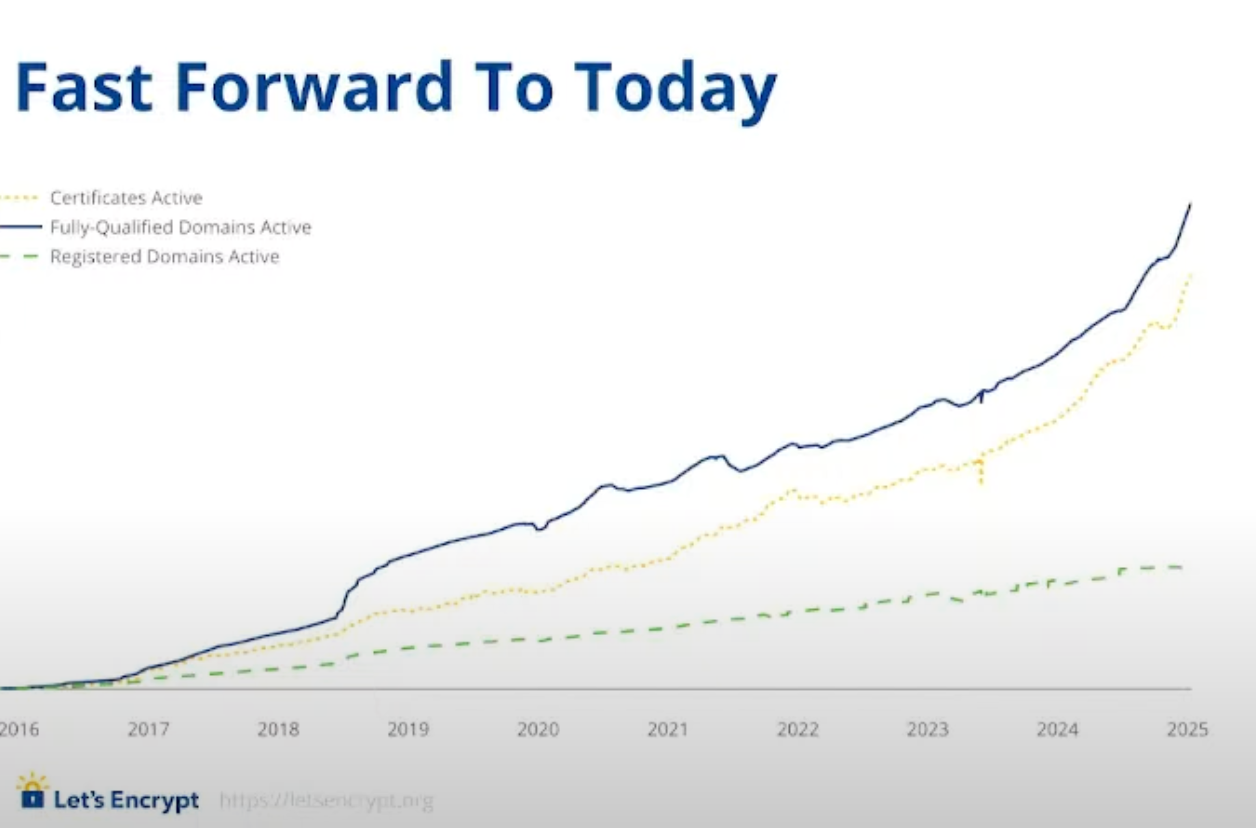 Fast Forward To Today
Certificates Active
Fully-Qualified Domains Active
Registered Domains Active
2016 2017 2018 2019 2020 2021 2022 2023 2024 2025
Let's Encrypt https://letsencrypt.org